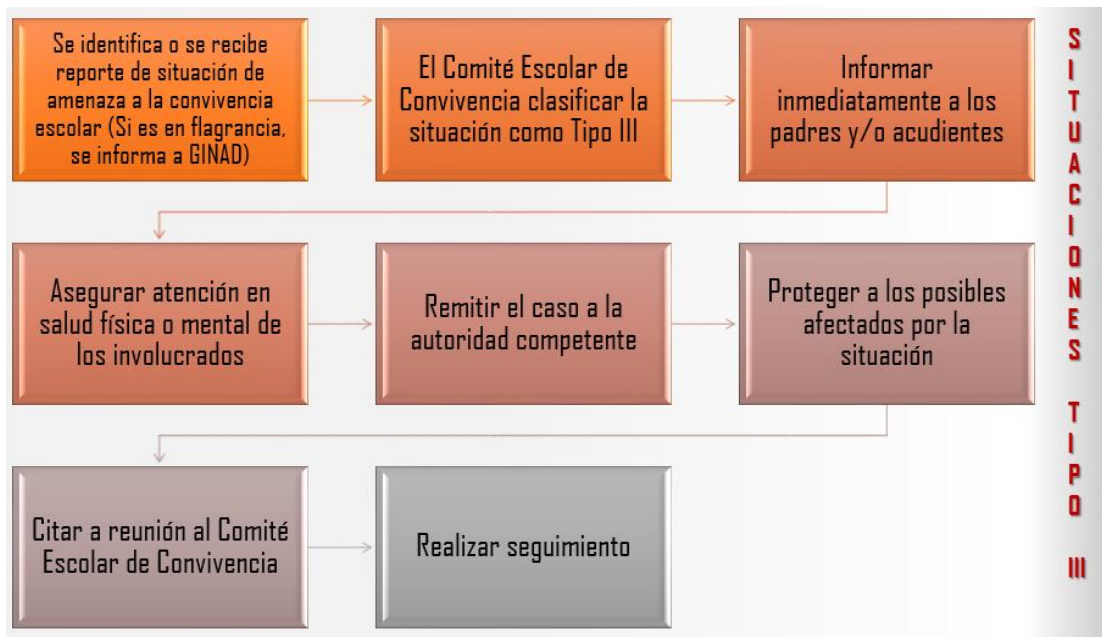 Se identifica o se recibe
reporte de situación de
amenaza a la convivencia
escolar (Si es en flagrancia,
se informa a GINAD)
El Comité Escolar de
Convivencia clasificar la
situación como Tipo III
Informar
inmediatamente a los
padres y/o acudientes
Asegurar atención en
salud física o mental de
los involucrados
Remitir el caso a la
autoridad competente
Proteger a los posibles
afectados por la
situación
Citar a reunión al Comité
Escolar de Convivencia
Realizar seguimiento
SITUACIONES TIPO III